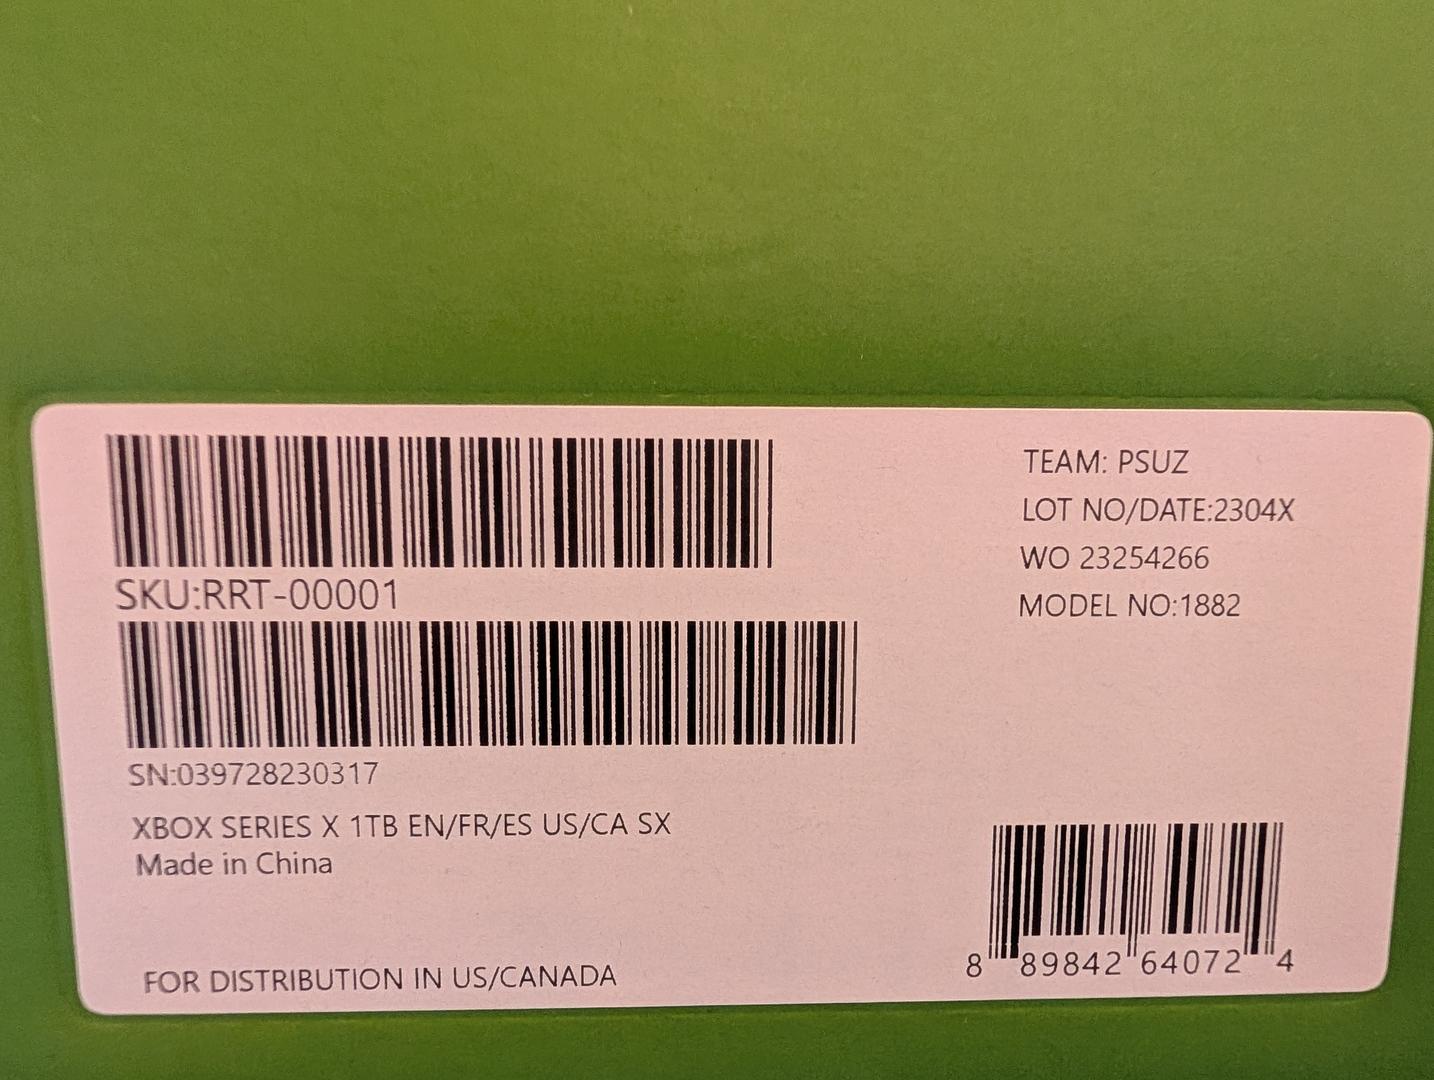 SKU:RRT-00001
SN:039728230317
XBOX SERIES X 1TB EN/FR/ES US/CA SX
Made in China
FOR DISTRIBUTION IN US/CANADA
TEAM: PSUZ
LOT NO/DATE:2304X
WO 23254266
MODEL NO:1882
8 89842 64072 4